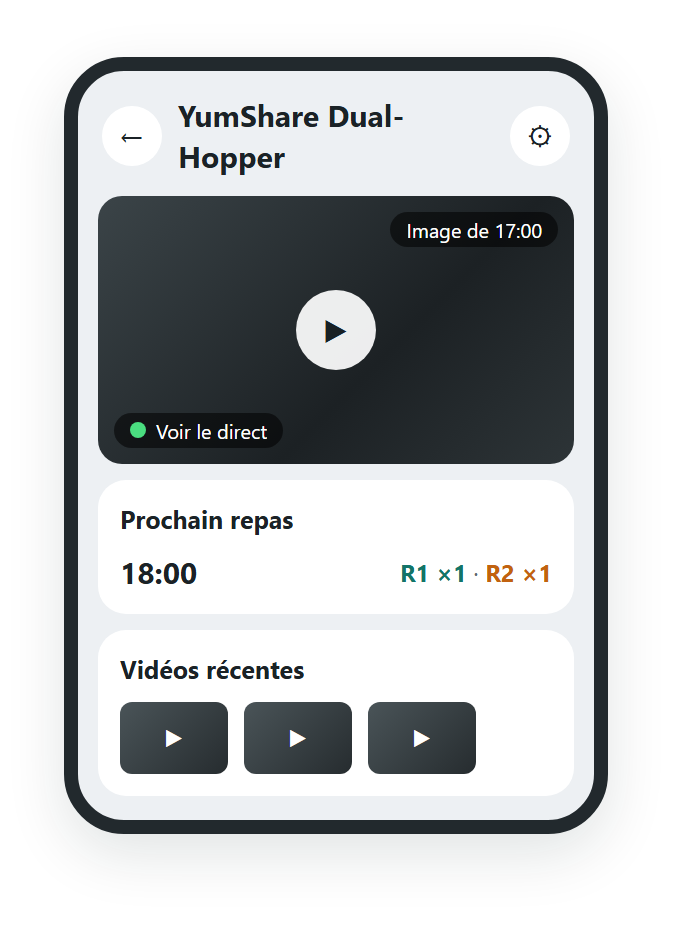 YumShare Dual-
Hopper
Image de 17:00
Voir le direct
Prochain repas
18:00 R1 ×1 · R2 ×1
Vidéos récentes